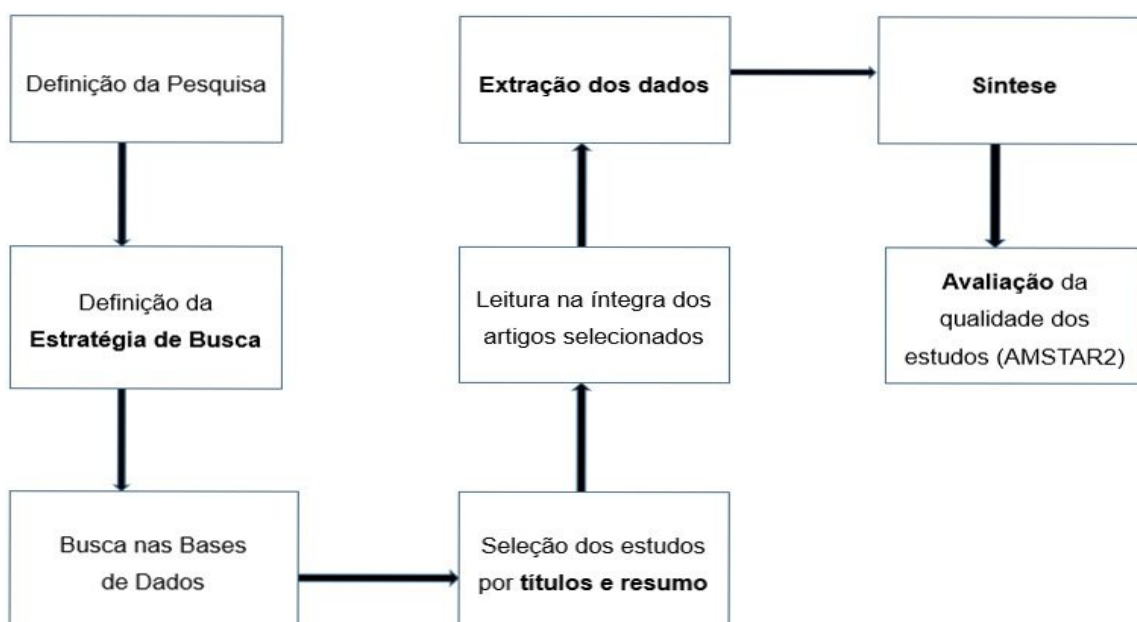 Definição da Pesquisa
Definição da
Estratégia de Busca
Busca nas Bases
de Dados
Seleção dos estudos
por títulos e resumo
Leitura na íntegra dos
artigos selecionados
Extração dos dados
Síntese
Avaliação da
qualidade dos
estudos (AMSTAR2)